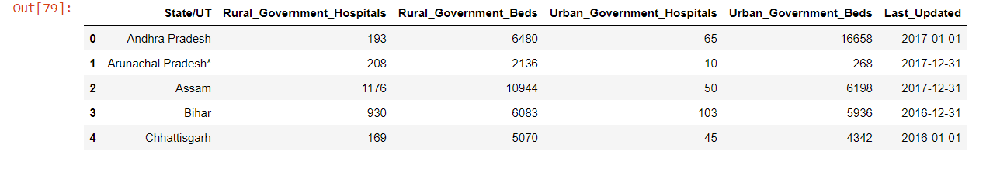 Out[79]:
State/UT Rural_Government_Hospitals Rural_Government_Beds Urban_Government_Hospitals Urban_Government_Beds Last_Updated
0 Andhra Pradesh 193 6480 65 16658 2017-01-01
1 Arunachal Pradesh* 208 2136 10 268 2017-12-31
2 Assam 1176 10944 50 6198 2017-12-31
3 Bihar 930 6083 103 5936 2016-12-31
4 Chhattisgarh 169 5070 45 4342 2016-01-01